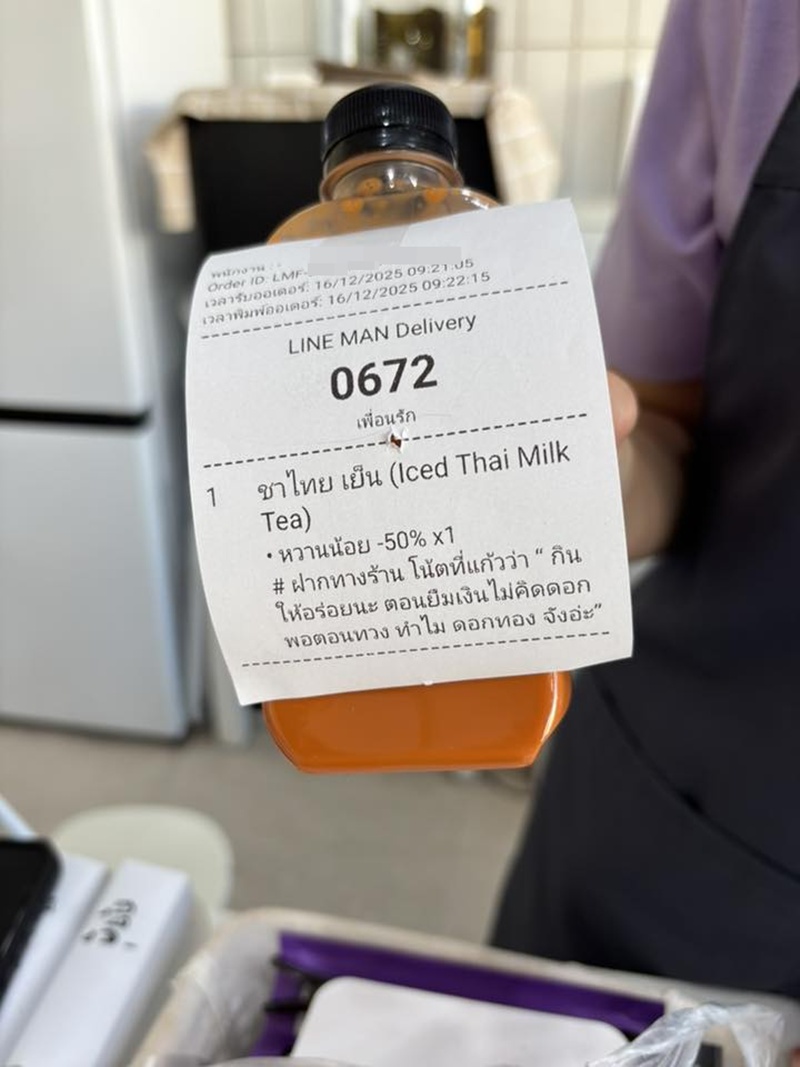 พนักงาน :
Order ID: LMF-
เวลารับออเดอร์: 16/12/2025 09:21:05
เวลาพิมพ์ออเดอร์: 16/12/2025 09:22:15
LINE MAN Delivery
0672
เพื่อนรัก
1 ชาไทย เย็น (Iced Thai Milk
Tea)
• หวานน้อย -50% x1
# ฝากทางร้าน โน้ตที่แก้วว่า “ กิน
ให้อร่อยนะ ตอนยืมเงินไม่คิดดอก
พอตอนทวง ทำไม ดอกทอง จังอ่ะ”